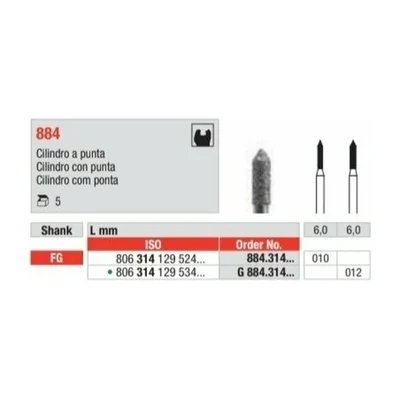 884
Cilindro a punta
Cilindro con punta
Cilindro com ponta
5
Shank L mm 6,0 6,0
ISO Order No.
FG 806 314 129 524... 884.314... 010
• 806 314 129 534... G 884.314... 012